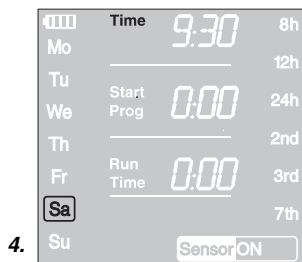 Time 9:30 8h
Mo
12h
Tu
Start
Prog 0:00 24h
We
2nd
Th
Run
Time 0:00 3rd
Fr
Sa
7th
4. Su
Sensor ON